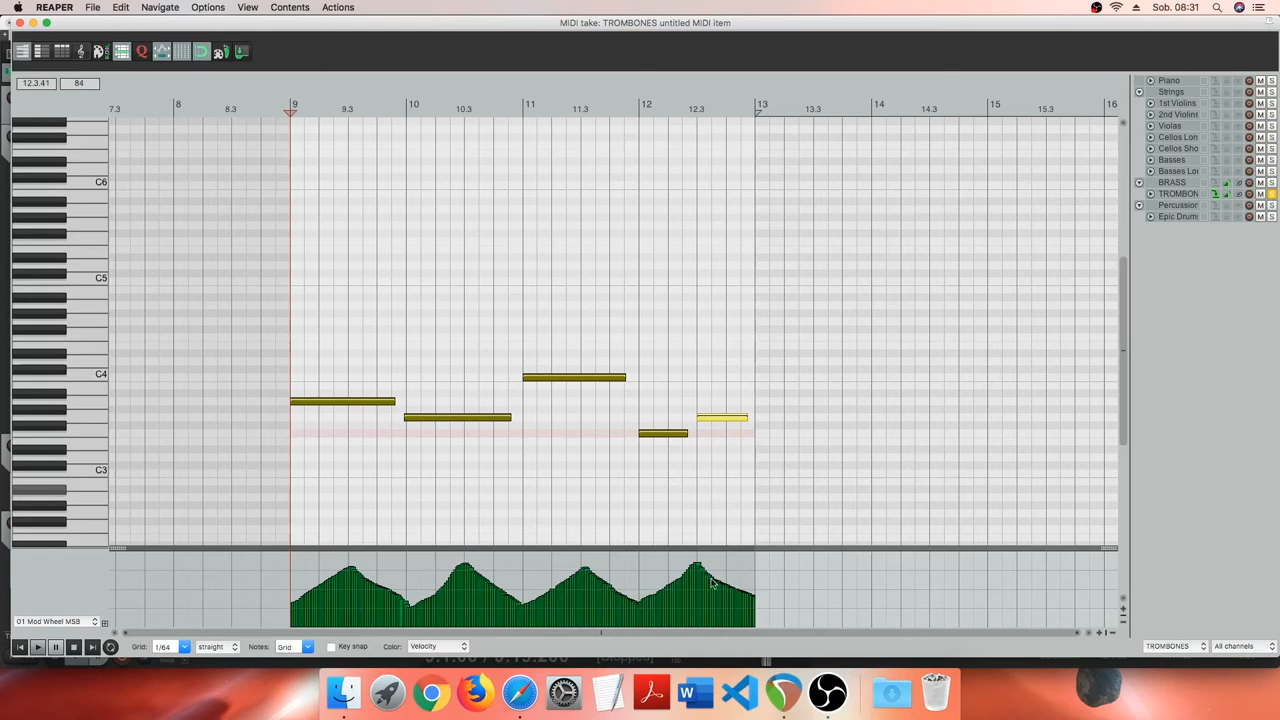 REAPER File Edit Navigate Options View Contents Actions Sob. 08:31
MIDI take: TROMBONES untitled MIDI item
12.3.41 84
7.3 8 8.3 9 9.3 10 10.3 11 11.3 12 12.3 13 13.3 14 14.3 15 15.3 16
C6
C5
C4
C3
Piano M S
Strings M S
1st Violins M S
2nd Violins M S
Violas M S
Cellos Lon M S
Cellos Sho M S
Basses M S
Basses Lo M S
BRASS M S
TROMBON M S
Percussion M S
Epic Drum M S
01 Mod Wheel MSB
Grid: 1/64 straight Notes: Grid Key snap Color: Velocity TROMBONES All channels
[Stopped]